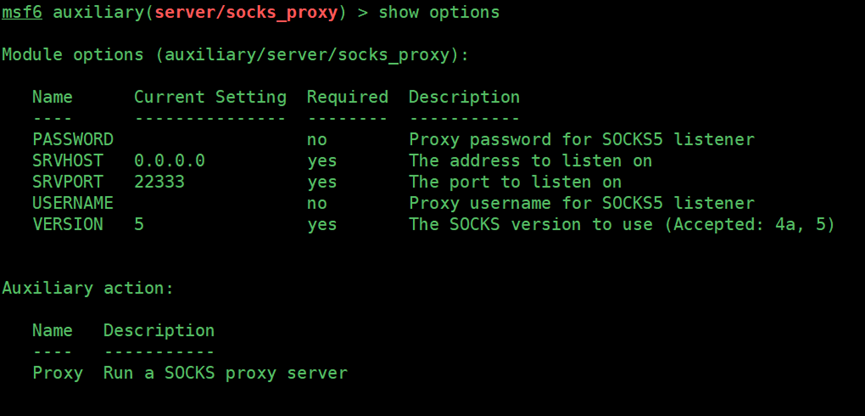 msf6 auxiliary(server/socks_proxy) > show options
Module options (auxiliary/server/socks_proxy):
Name Current Setting Required Description
---- --------------- -------- -----------
PASSWORD no Proxy password for SOCKS5 listener
SRVHOST 0.0.0.0 yes The address to listen on
SRVPORT 22333 yes The port to listen on
USERNAME no Proxy username for SOCKS5 listener
VERSION 5 yes The SOCKS version to use (Accepted: 4a, 5)
Auxiliary action:
Name Description
---- -----------
Proxy Run a SOCKS proxy server